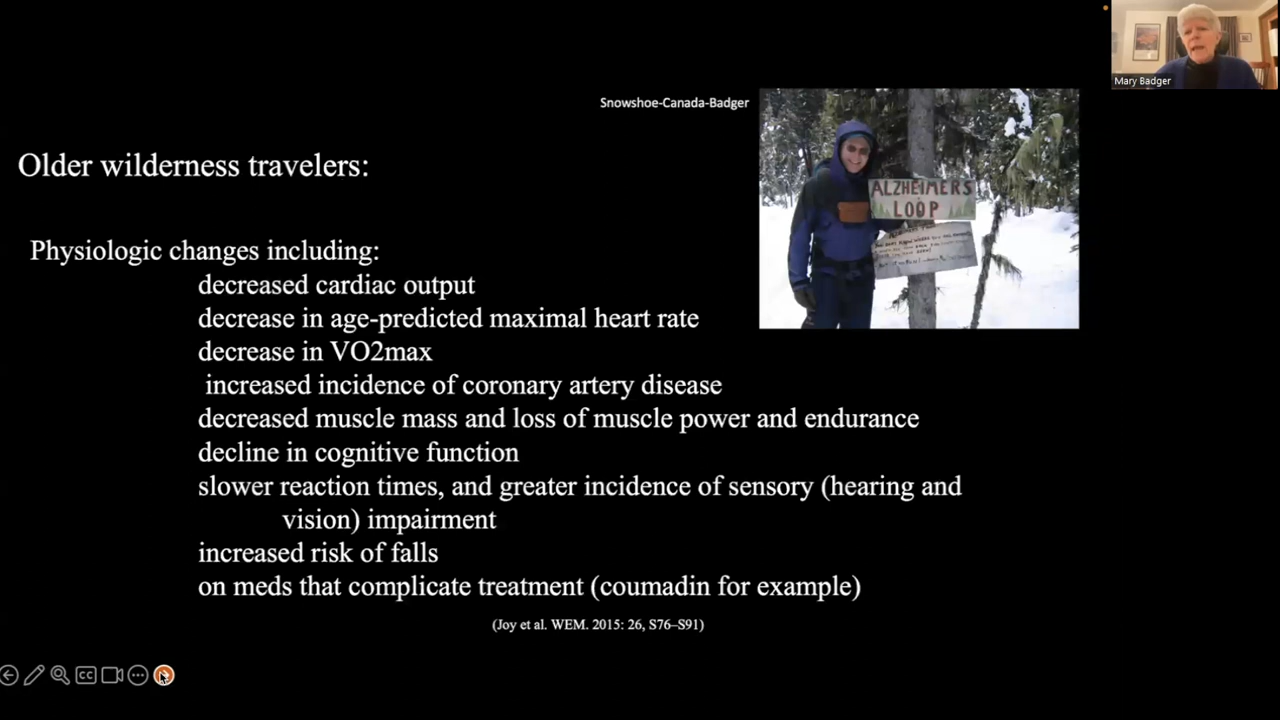 Mary Badger
Snowshoe-Canada-Badger
ALZHEIMERS
LOOP
Older wilderness travelers:
Physiologic changes including:
decreased cardiac output
decrease in age-predicted maximal heart rate
decrease in VO2max
increased incidence of coronary artery disease
decreased muscle mass and loss of muscle power and endurance
decline in cognitive function
slower reaction times, and greater incidence of sensory (hearing and
vision) impairment
increased risk of falls
on meds that complicate treatment (coumadin for example)
(Joy et al. WEM. 2015: 26, S76–S91)
CC